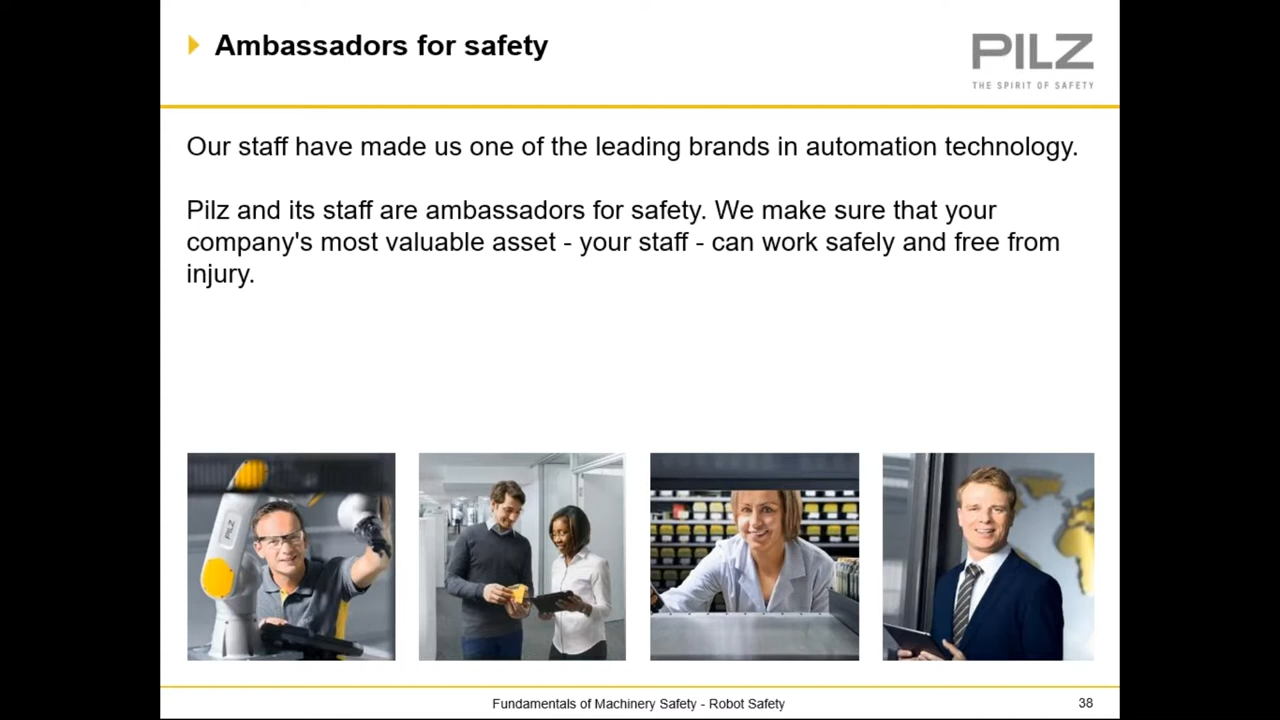 Ambassadors for safety
PILZ
THE SPIRIT OF SAFETY
Our staff have made us one of the leading brands in automation technology.
Pilz and its staff are ambassadors for safety. We make sure that your
company's most valuable asset - your staff - can work safely and free from
injury.
PILZ
Fundamentals of Machinery Safety - Robot Safety
38